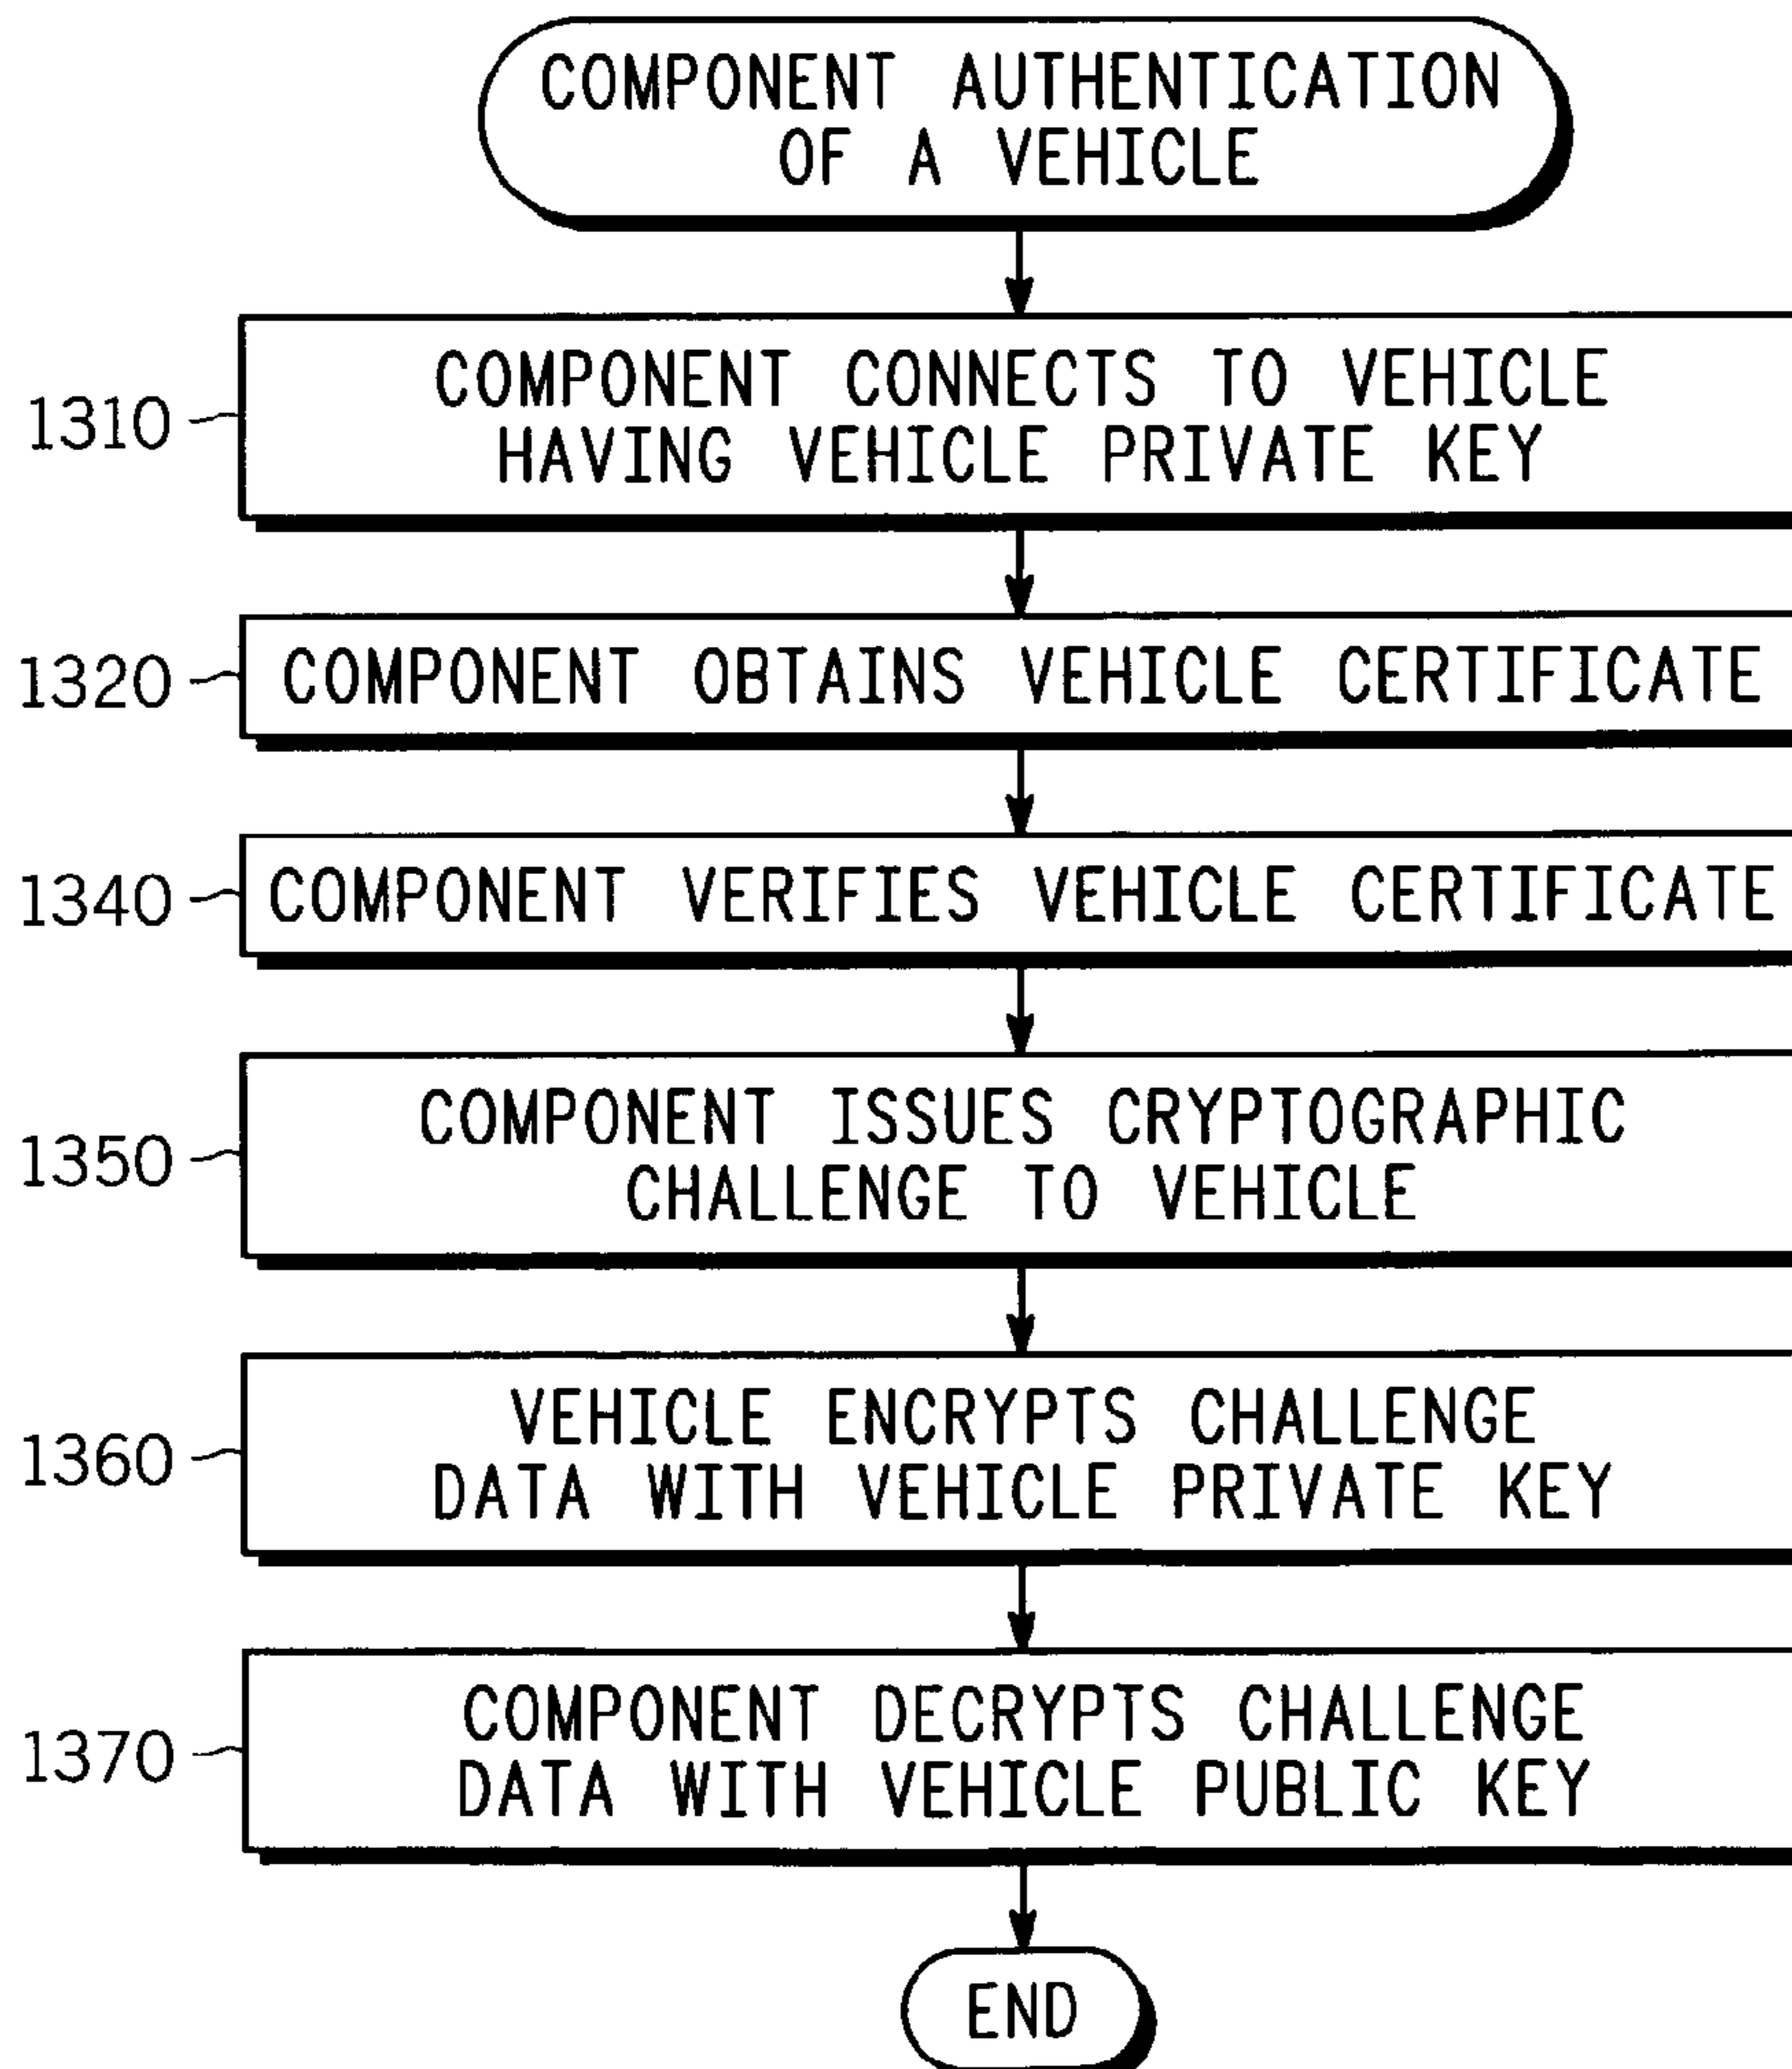 COMPONENT AUTHENTICATION
OF A VEHICLE
1310
COMPONENT CONNECTS TO VEHICLE
HAVING VEHICLE PRIVATE KEY
1320
COMPONENT OBTAINS VEHICLE CERTIFICATE
1340
COMPONENT VERIFIES VEHICLE CERTIFICATE
1350
COMPONENT ISSUES CRYPTOGRAPHIC
CHALLENGE TO VEHICLE
1360
VEHICLE ENCRYPTS CHALLENGE
DATA WITH VEHICLE PRIVATE KEY
1370
COMPONENT DECRYPTS CHALLENGE
DATA WITH VEHICLE PUBLIC KEY
END